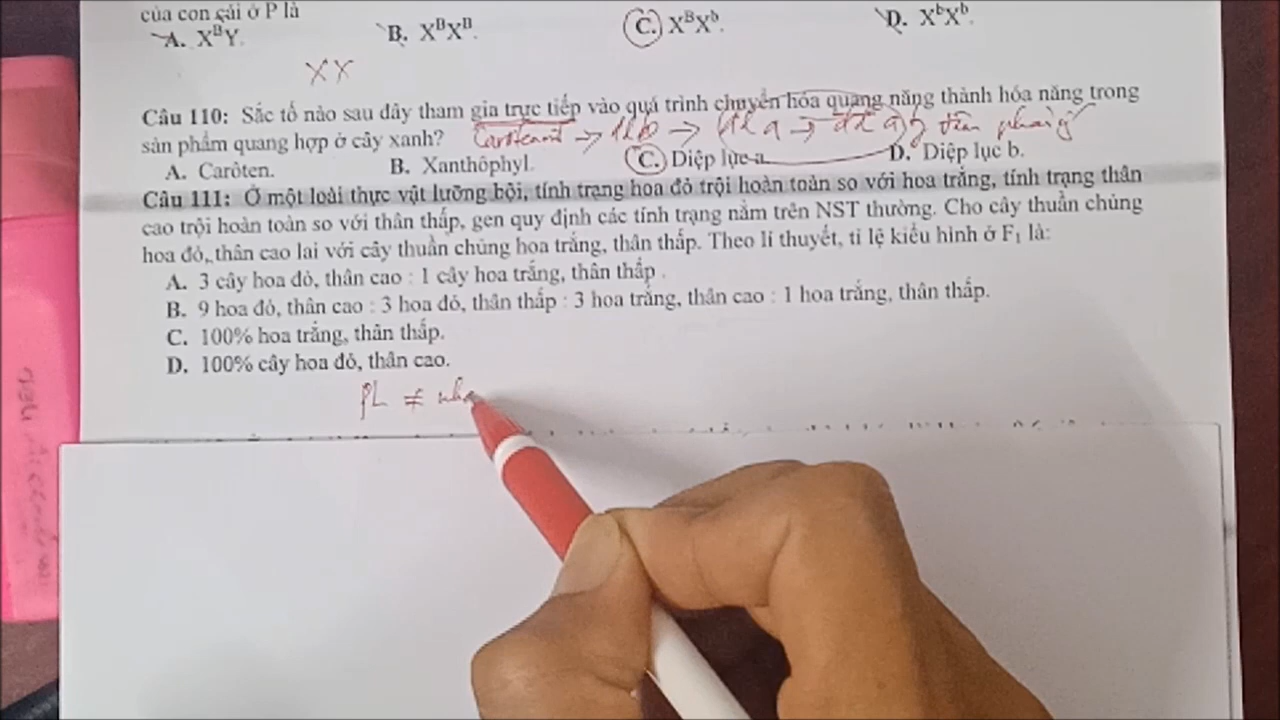 của con cái ở P là
A. XᴮY. B. XᴮXᴮ. C. XᴮXᵇ. D. XᵇXᵇ.
XX
Câu 110: Sắc tố nào sau đây tham gia trực tiếp vào quá trình chuyển hóa quang năng thành hóa năng trong
sản phẩm quang hợp ở cây xanh?
A. Carôten. B. Xanthôphyl. C. Diệp lục a. D. Diệp lục b.
Câu 111: Ở một loài thực vật lưỡng bội, tính trạng hoa đỏ trội hoàn toàn so với hoa trắng, tính trạng thân
cao trội hoàn toàn so với thân thấp, gen quy định các tính trạng nằm trên NST thường. Cho cây thuần chủng
hoa đỏ, thân cao lai với cây thuần chủng hoa trắng, thân thấp. Theo lí thuyết, tỉ lệ kiểu hình ở F₁ là:
A. 3 cây hoa đỏ, thân cao : 1 cây hoa trắng, thân thấp .
B. 9 hoa đỏ, thân cao : 3 hoa đỏ, thân thấp : 3 hoa trắng, thân cao : 1 hoa trắng, thân thấp.
C. 100% hoa trắng, thân thấp.
D. 100% cây hoa đỏ, thân cao.
PL ≠